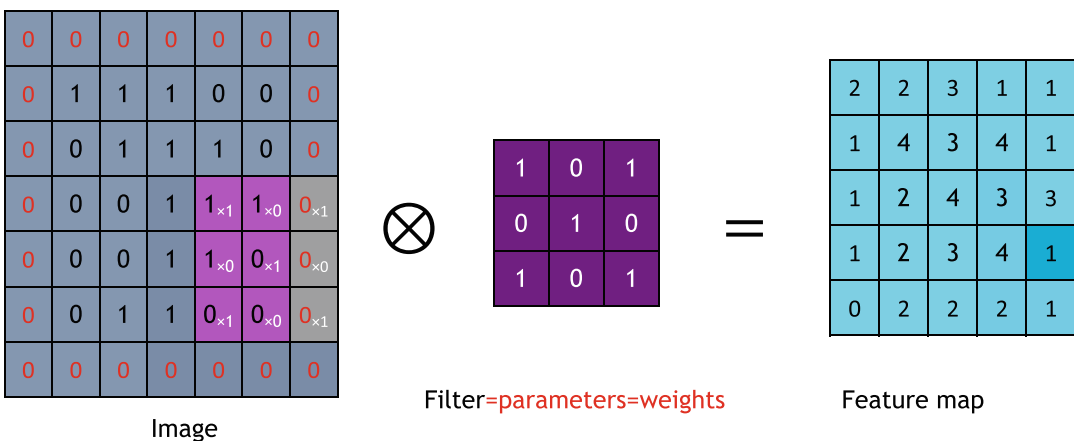 0 0 0 0 0 0 0
0 1 1 1 0 0 0
0 0 1 1 1 0 0
0 0 0 1 1×1 1×0 0×1
0 0 0 1 1×0 0×1 0×0
0 0 1 1 0×1 0×0 0×1
0 0 0 0 0 0 0
Image
⊗
1 0 1
0 1 0
1 0 1
Filter=parameters=weights
=
2 2 3 1 1
1 4 3 4 1
1 2 4 3 3
1 2 3 4 1
0 2 2 2 1
Feature map